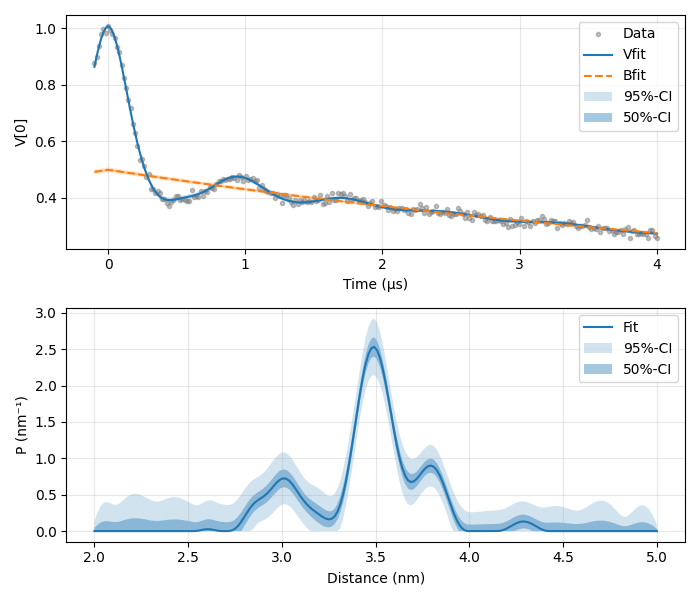 1.0
0.8
0.6
0.4
V[0]
Data
Vfit
Bfit
95%-CI
50%-CI
0
1
2
3
4
Time (μs)
3.0
2.5
2.0
1.5
1.0
0.5
0.0
P (nm⁻¹)
Fit
95%-CI
50%-CI
2.0
2.5
3.0
3.5
4.0
4.5
5.0
Distance (nm)